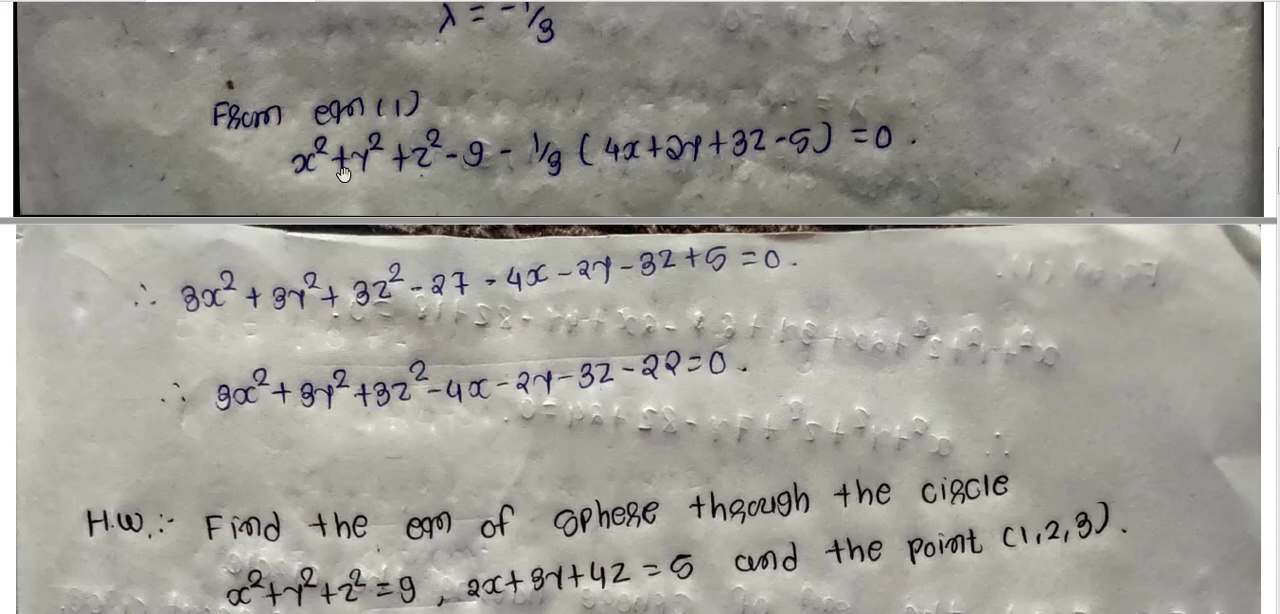 λ = -1/3
From eqn (1)
x² + y² + z² - 9 - 1/3 (4x + 2y + 3z - 5) = 0.
∴ 3x² + 3y² + 3z² - 27 - 4x - 2y - 3z + 5 = 0.
∴ 3x² + 3y² + 3z² - 4x - 2y - 3z - 22 = 0.
H.W.:- Find the eqn of sphere through the circle
x² + y² + z² = 9, 2x + 3y + 4z = 5 and the point (1,2,3).